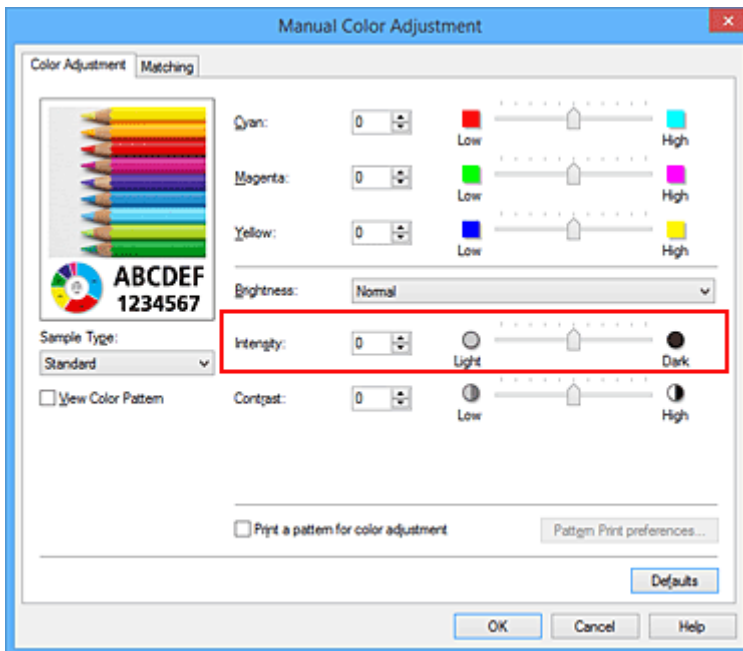 Manual Color Adjustment
Color Adjustment Matching
Cyan: 0 Low High
Magenta: 0 Low High
Yellow: 0 Low High
ABCDEF
1234567
Brightness: Normal
Sample Type:
Standard
Intensity: 0 Light Dark
View Color Pattern
Contrast: 0 Low High
Print a pattern for color adjustment Pattern Print preferences...
Defaults
OK Cancel Help